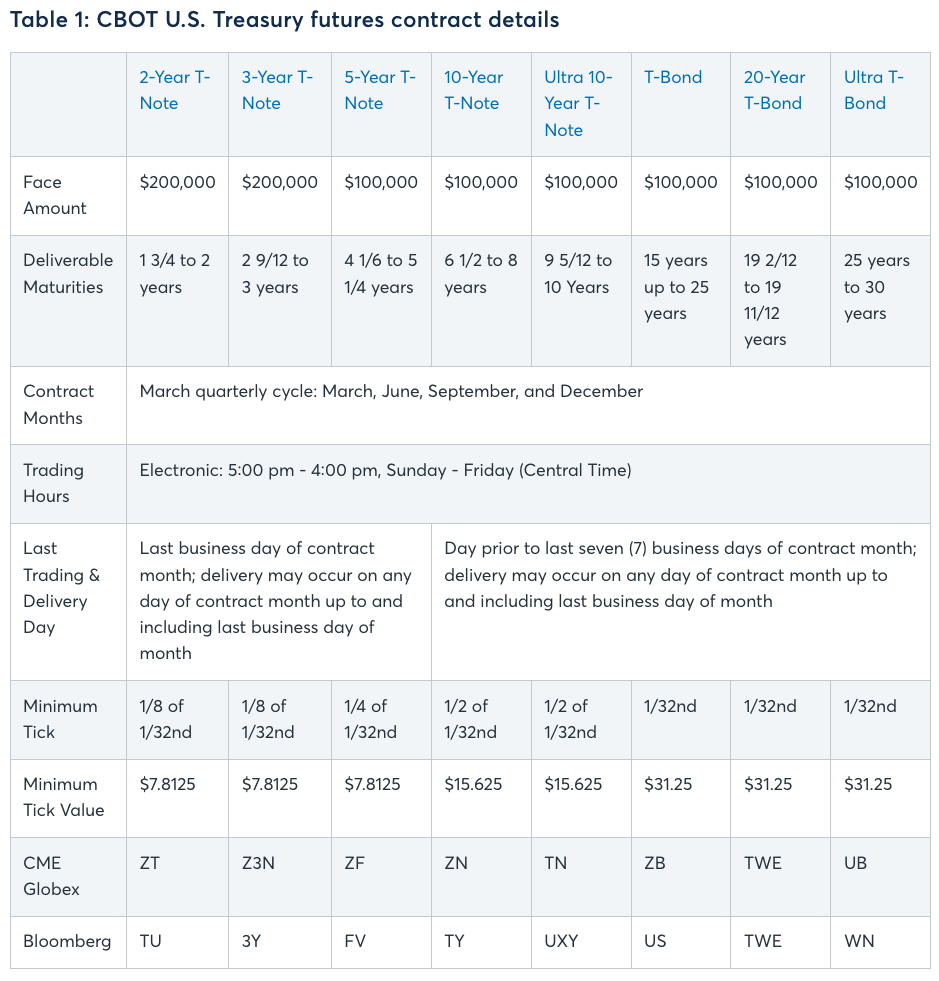 Table 1: CBOT U.S. Treasury futures contract details
2-Year T-
Note
3-Year T-
Note
5-Year T-
Note
10-Year
T-Note
Ultra 10-
Year T-
Note
T-Bond
20-Year
T-Bond
Ultra T-
Bond
Face
Amount
$200,000
$200,000
$100,000
$100,000
$100,000
$100,000
$100,000
$100,000
Deliverable
Maturities
1 3/4 to 2
years
2 9/12 to
3 years
4 1/6 to 5
1/4 years
6 1/2 to 8
years
9 5/12 to
10 Years
15 years
up to 25
years
19 2/12
to 19
11/12
years
25 years
to 30
years
Contract
Months
March quarterly cycle: March, June, September, and December
Trading
Hours
Electronic: 5:00 pm - 4:00 pm, Sunday - Friday (Central Time)
Last
Trading &
Delivery
Day
Last business day of contract
month; delivery may occur on any
day of contract month up to and
including last business day of
month
Day prior to last seven (7) business days of contract month;
delivery may occur on any day of contract month up to
and including last business day of month
Minimum
Tick
1/8 of
1/32nd
1/8 of
1/32nd
1/4 of
1/32nd
1/2 of
1/32nd
1/2 of
1/32nd
1/32nd
1/32nd
1/32nd
Minimum
Tick Value
$7.8125
$7.8125
$7.8125
$15.625
$15.625
$31.25
$31.25
$31.25
CME
Globex
ZT
Z3N
ZF
ZN
TN
ZB
TWE
UB
Bloomberg
TU
3Y
FV
TY
UXY
US
TWE
WN